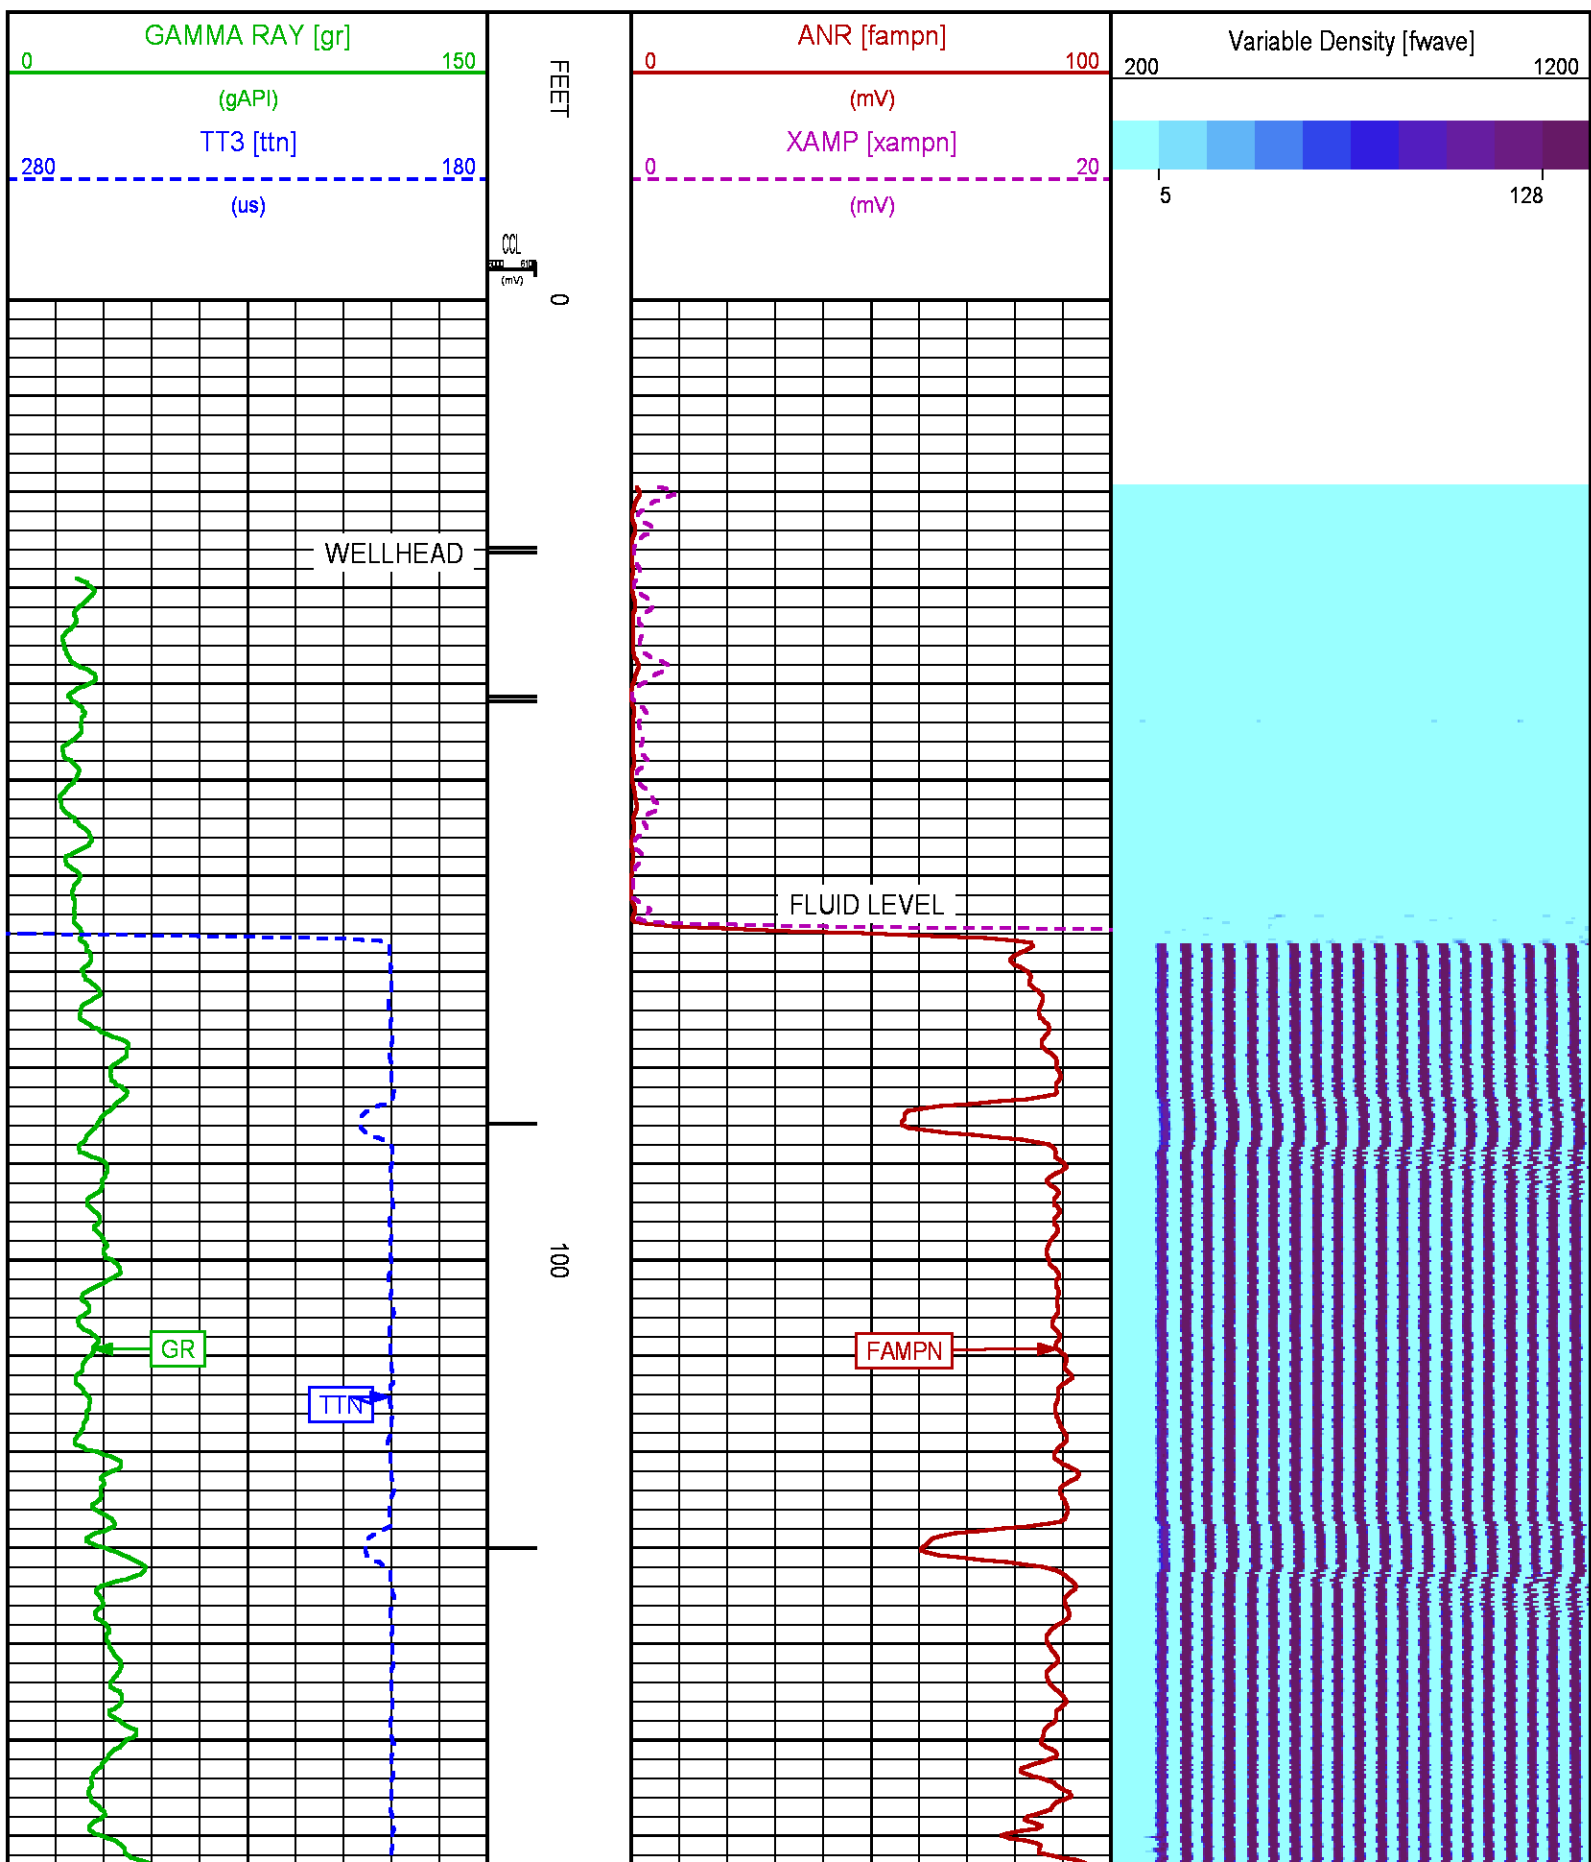 GAMMA RAY [gr]
0 150
(gAPI)
TT3 [ttn]
280 180
(us)
FEET
CCL
(mV)
0
ANR [fampn]
0 100
(mV)
XAMP [xampn]
0 20
(mV)
Variable Density [fwave]
200 1200
5 128
WELLHEAD
FLUID LEVEL
100
GR
FAMPN
TTN